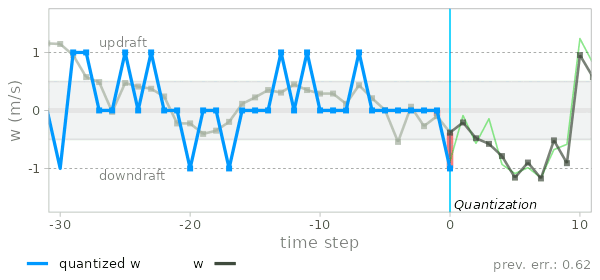 updraft
1
0
-1
w (m/s)
downdraft
Quantization
-30
-20
-10
0
10
time step
quantized w
w
prev. err.: 0.62